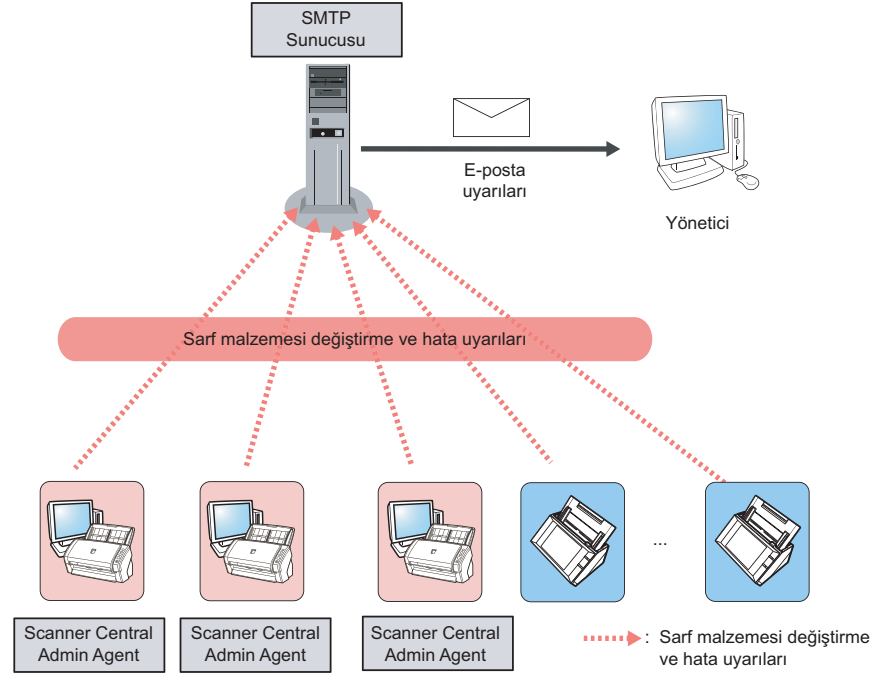 SMTP
Sunucusu
E-posta
uyarıları
Yönetici
Sarf malzemesi değiştirme ve hata uyarıları
...
Scanner Central
Admin Agent
Scanner Central
Admin Agent
Scanner Central
Admin Agent
: Sarf malzemesi değiştirme
ve hata uyarıları